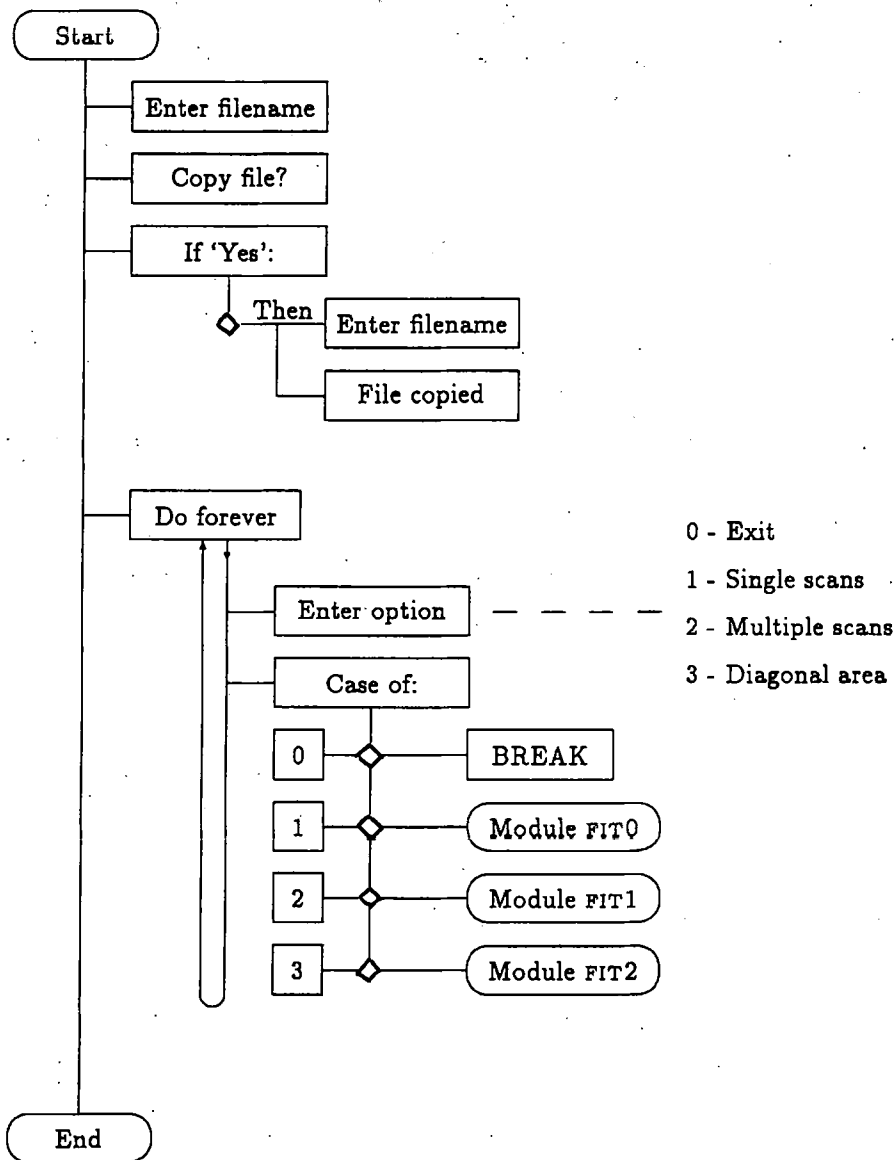 Start
Enter filename
Copy file?
If ‘Yes’:
Then
Enter filename
File copied
Do forever
Enter option
0 - Exit
1 - Single scans
2 - Multiple scans
3 - Diagonal area
Case of:
0
BREAK
1
Module FIT0
2
Module FIT1
3
Module FIT2
End